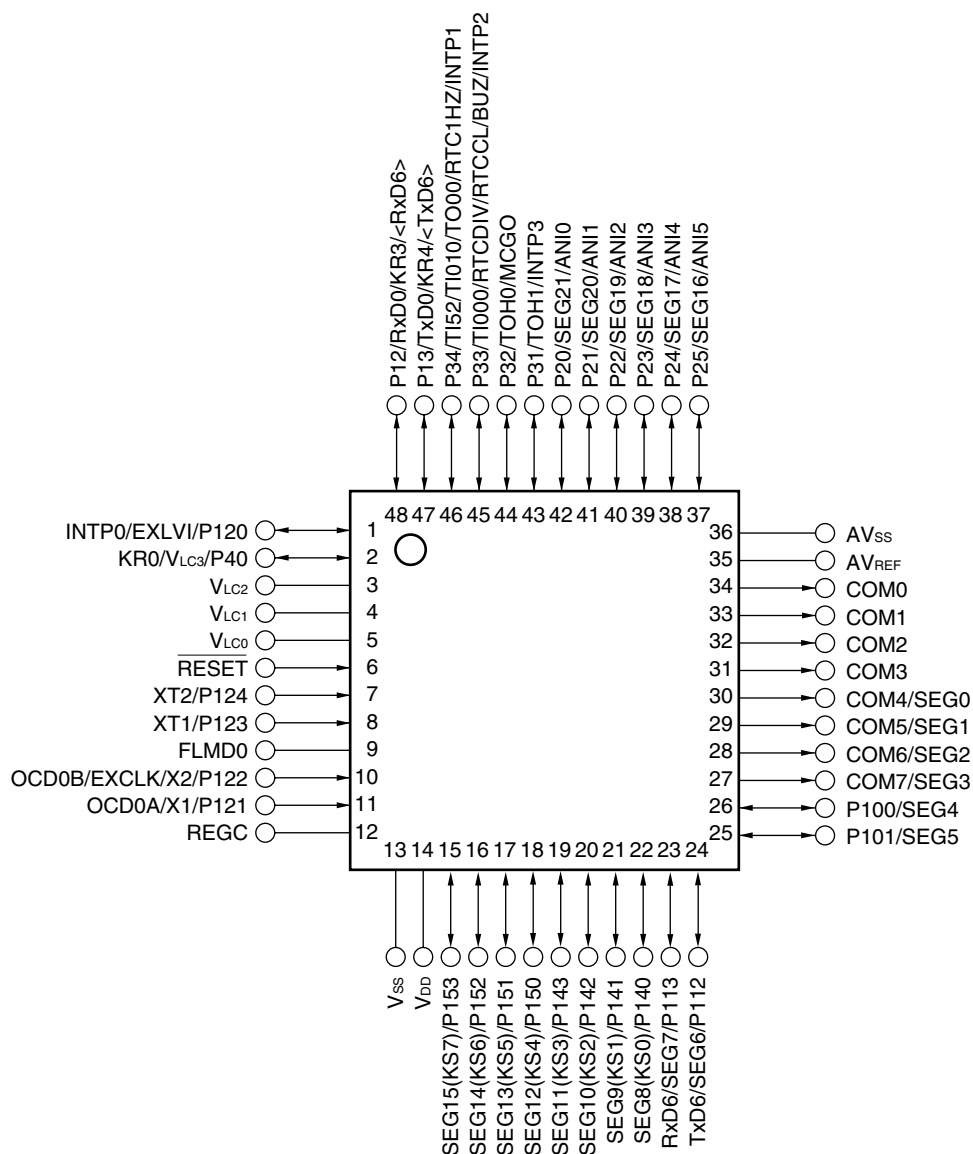 P12/RxD0/KR3/<RxD6>
P13/TxD0/KR4/<TxD6>
P34/TI52/TI010/TO00/RTC1HZ/INTP1
P33/TI000/RTCDIV/RTCCL/BUZ/INTP2
P32/TOH0/MCGO
P31/TOH1/INTP3
P20/SEG21/ANI0
P21/SEG20/ANI1
P22/SEG19/ANI2
P23/SEG18/ANI3
P24/SEG17/ANI4
P25/SEG16/ANI5
48 47 46 45 44 43 42 41 40 39 38 37
INTP0/EXLVI/P120 1
KR0/VLC3/P40 2
VLC2 3
VLC1 4
VLC0 5
RESET 6
XT2/P124 7
XT1/P123 8
FLMD0 9
OCD0B/EXCLK/X2/P122 10
OCD0A/X1/P121 11
REGC 12
36 AVSS
35 AVREF
34 COM0
33 COM1
32 COM2
31 COM3
30 COM4/SEG0
29 COM5/SEG1
28 COM6/SEG2
27 COM7/SEG3
26 P100/SEG4
25 P101/SEG5
13 14 15 16 17 18 19 20 21 22 23 24
VSS
VDD
SEG15(KS7)/P153
SEG14(KS6)/P152
SEG13(KS5)/P151
SEG12(KS4)/P150
SEG11(KS3)/P143
SEG10(KS2)/P142
SEG9(KS1)/P141
SEG8(KS0)/P140
RxD6/SEG7/P113
TxD6/SEG6/P112